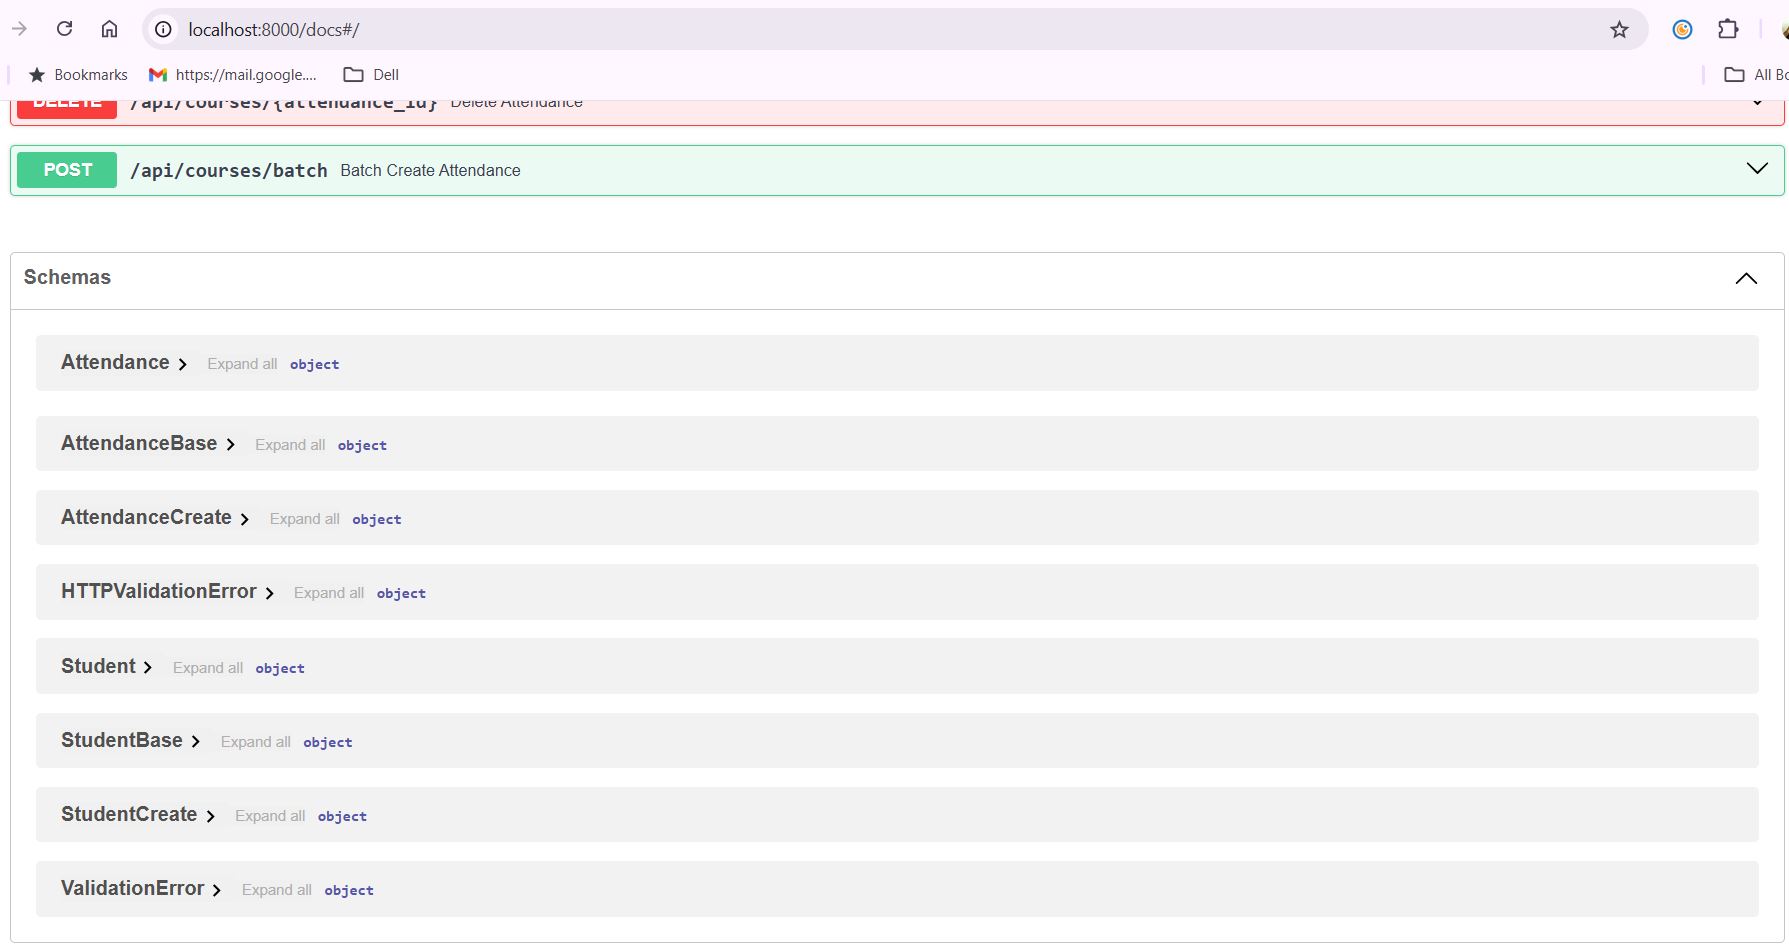 localhost:8000/docs#/
Bookmarks https://mail.google.... Dell All Bo
DELETE /api/courses/{attendance_id} Delete Attendance
POST /api/courses/batch Batch Create Attendance
Schemas
Attendance Expand all object
AttendanceBase Expand all object
AttendanceCreate Expand all object
HTTPValidationError Expand all object
Student Expand all object
StudentBase Expand all object
StudentCreate Expand all object
ValidationError Expand all object